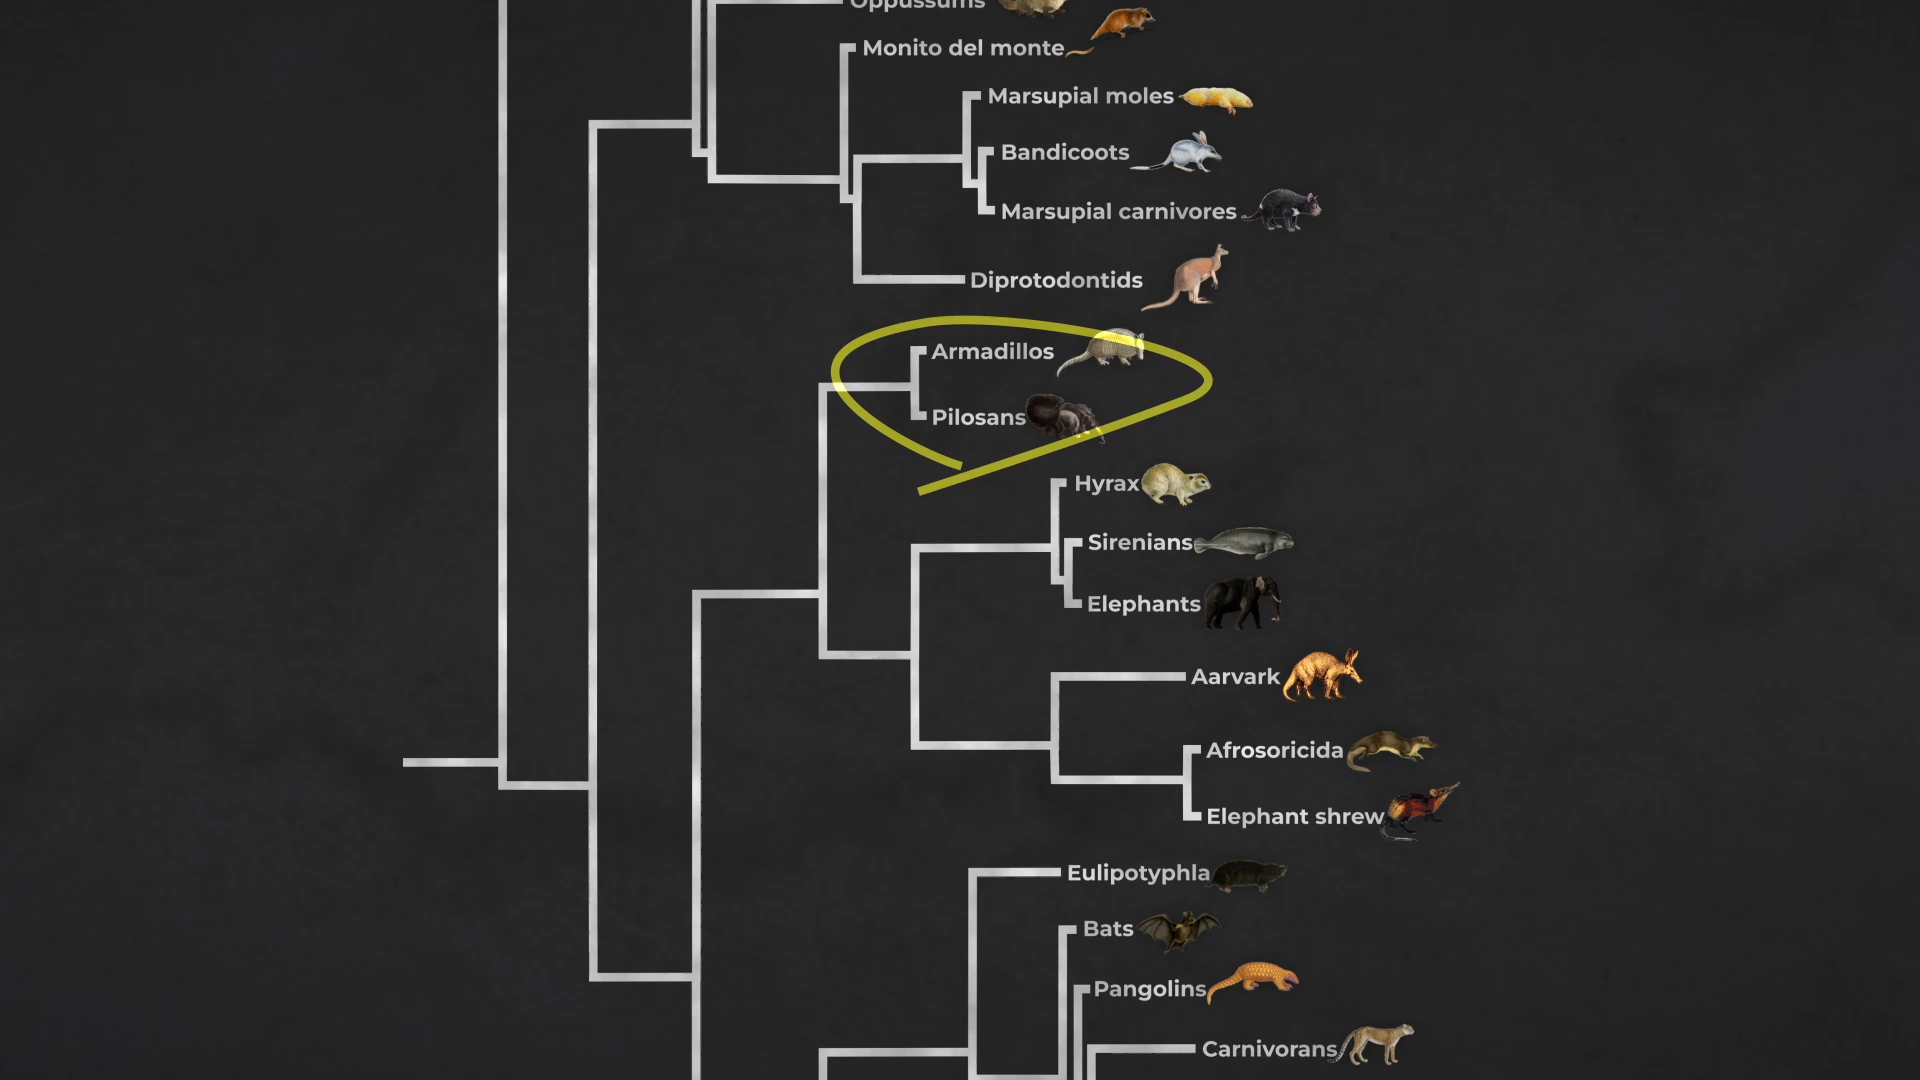 Oppussums
Monito del monte
Marsupial moles
Bandicoots
Marsupial carnivores
Diprotodontids
Armadillos
Pilosans
Hyrax
Sirenians
Elephants
Aarvark
Afrosoricida
Elephant shrew
Eulipotyphla
Bats
Pangolins
Carnivorans